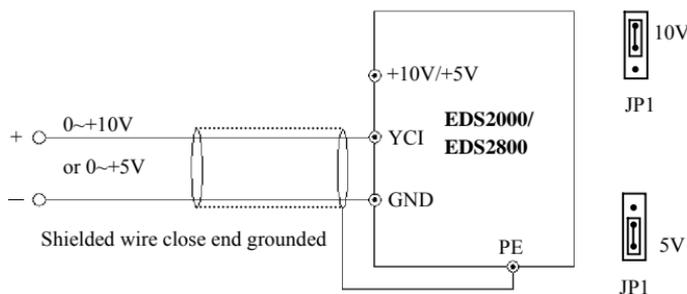 10V
JP1
+10V/+5V
EDS2000/
EDS2800
+ 0~+10V
YCI
or 0~+5V
– GND
Shielded wire close end grounded
PE
5V
JP1